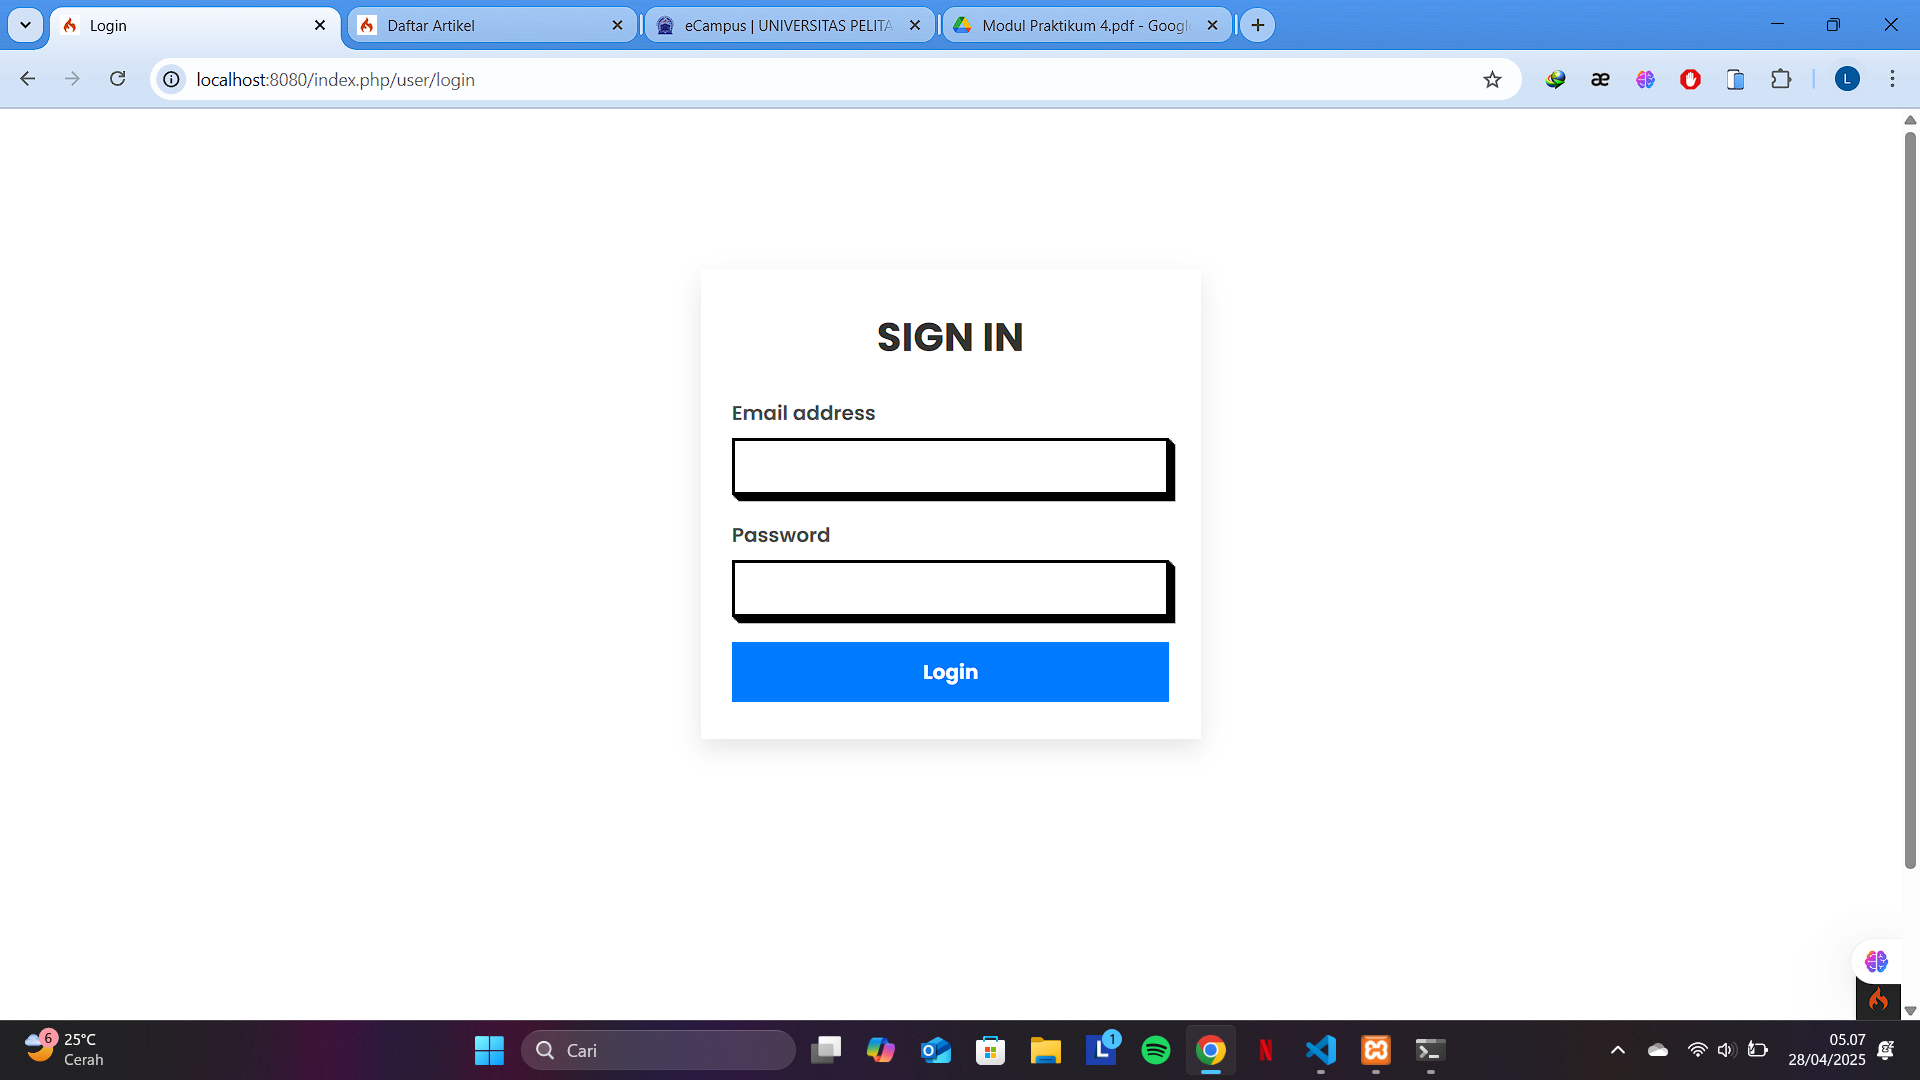 Login
Daftar Artikel
eCampus | UNIVERSITAS PELITA
Modul Praktikum 4.pdf - Googl
localhost:8080/index.php/user/login
L
SIGN IN
Email address
Password
Login
6
25°C
Cerah
Cari
L
1
05.07
28/04/2025